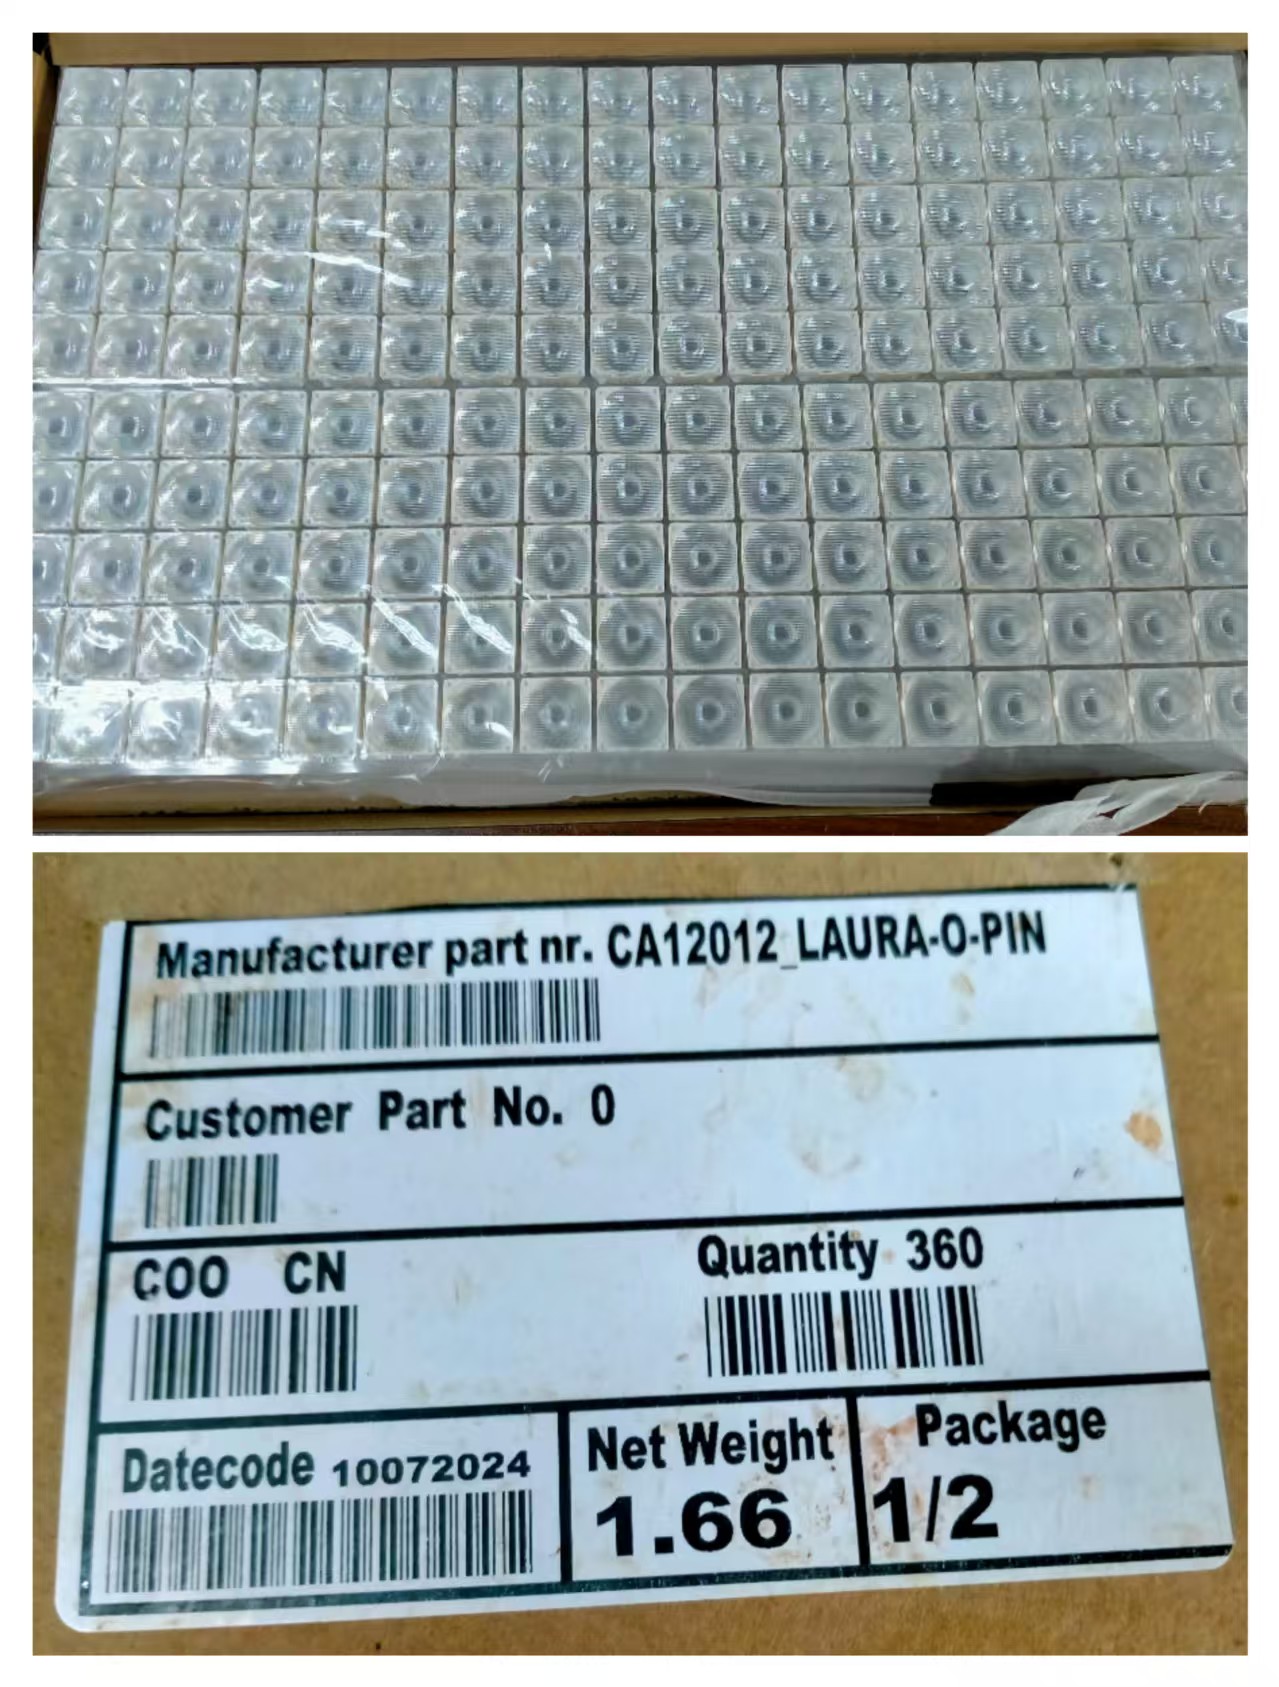 Manufacturer part nr. CA12012_LAURA-O-PIN
Customer Part No. 0
COO CN
Quantity 360
Datecode 10072024
Net Weight
1.66
Package
1/2